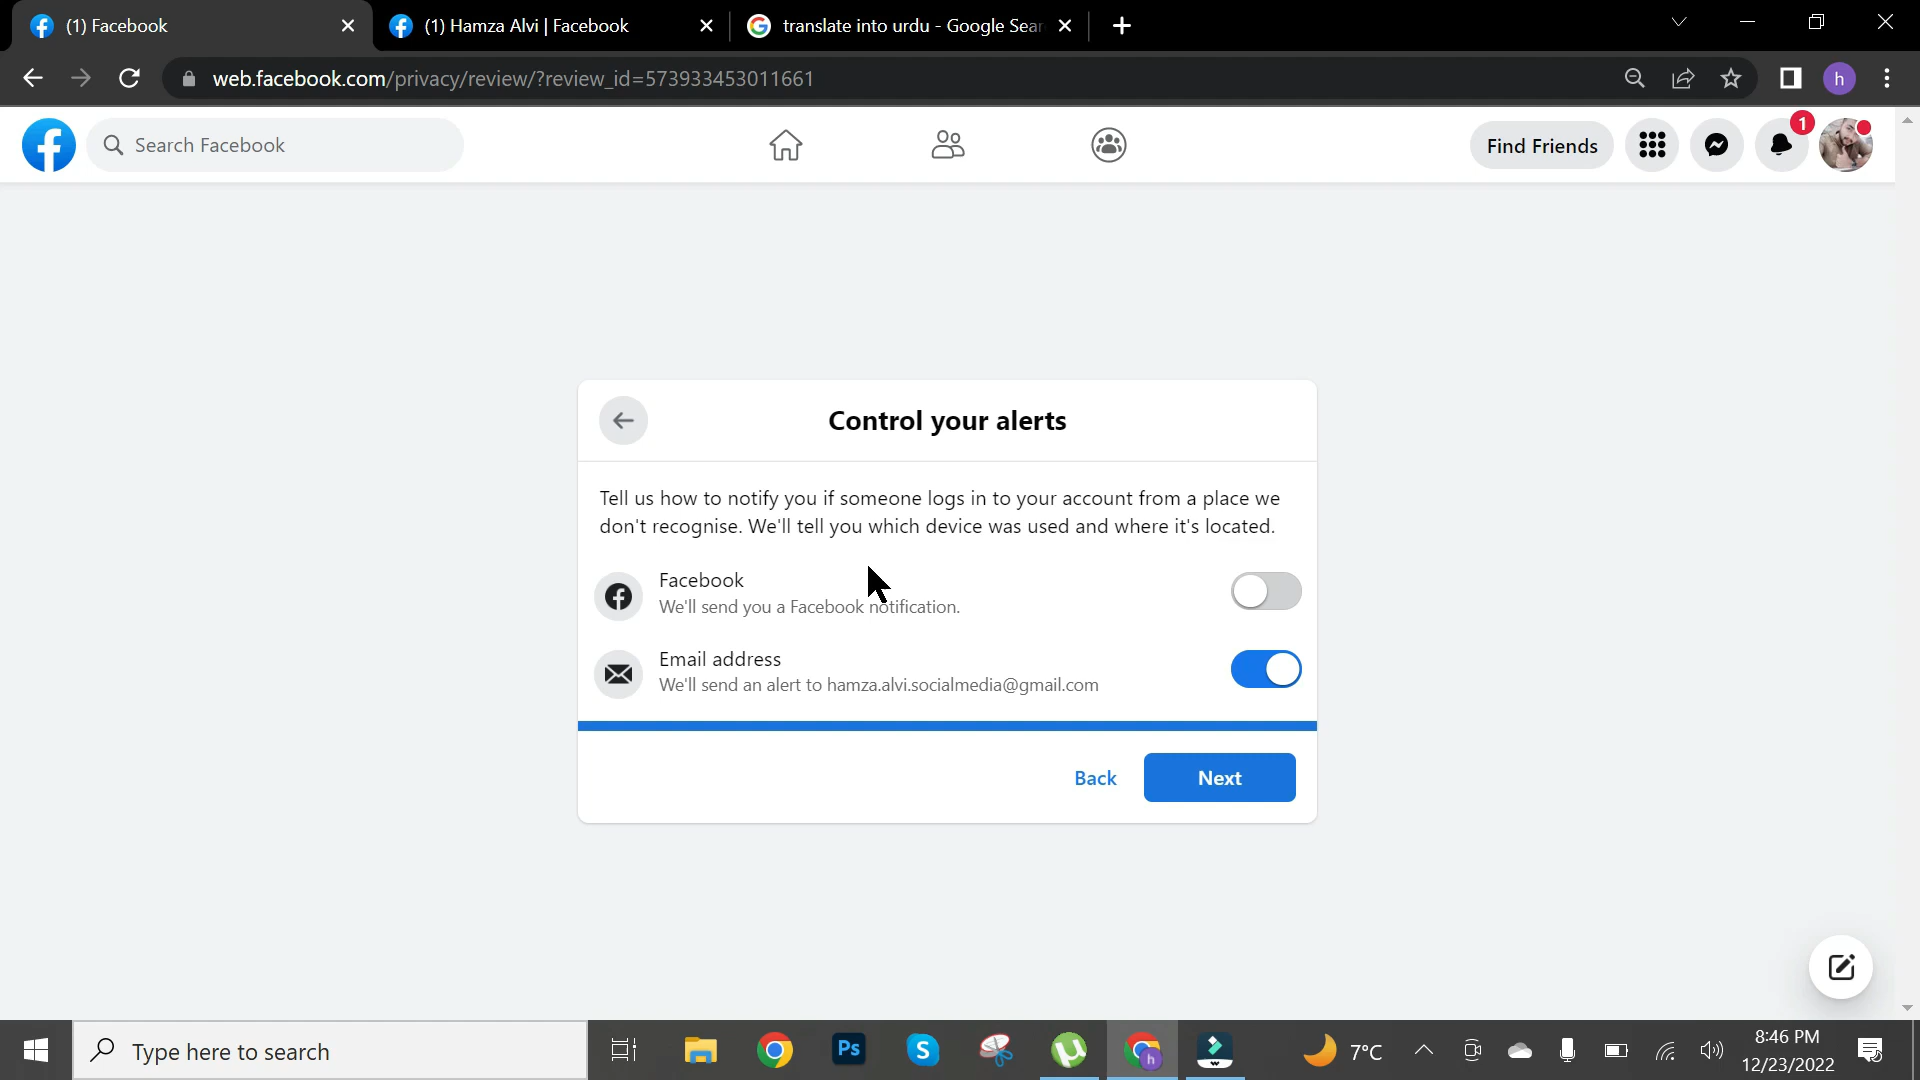 (1) Facebook
(1) Hamza Alvi | Facebook
translate into urdu - Google Sear
web.facebook.com/privacy/review/?review_id=573933453011661
h
Search Facebook
Find Friends
1
Control your alerts
Tell us how to notify you if someone logs in to your account from a place we
don't recognise. We'll tell you which device was used and where it's located.
Facebook
We'll send you a Facebook notification.
Email address
We'll send an alert to hamza.alvi.socialmedia@gmail.com
Back
Next
Type here to search
Ps
S
h
7°C
8:46 PM
12/23/2022